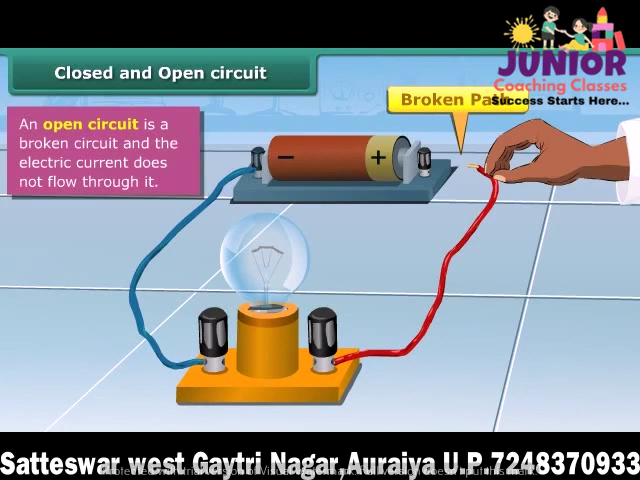 JUNIOR
Coaching Classes
Success Starts Here...
Closed and Open circuit
Broken Path
An open circuit is a
broken circuit and the
electric current does
not flow through it.
−
+
Satteswar west Gaytri Nagar,Auraiya U.P.7248370933